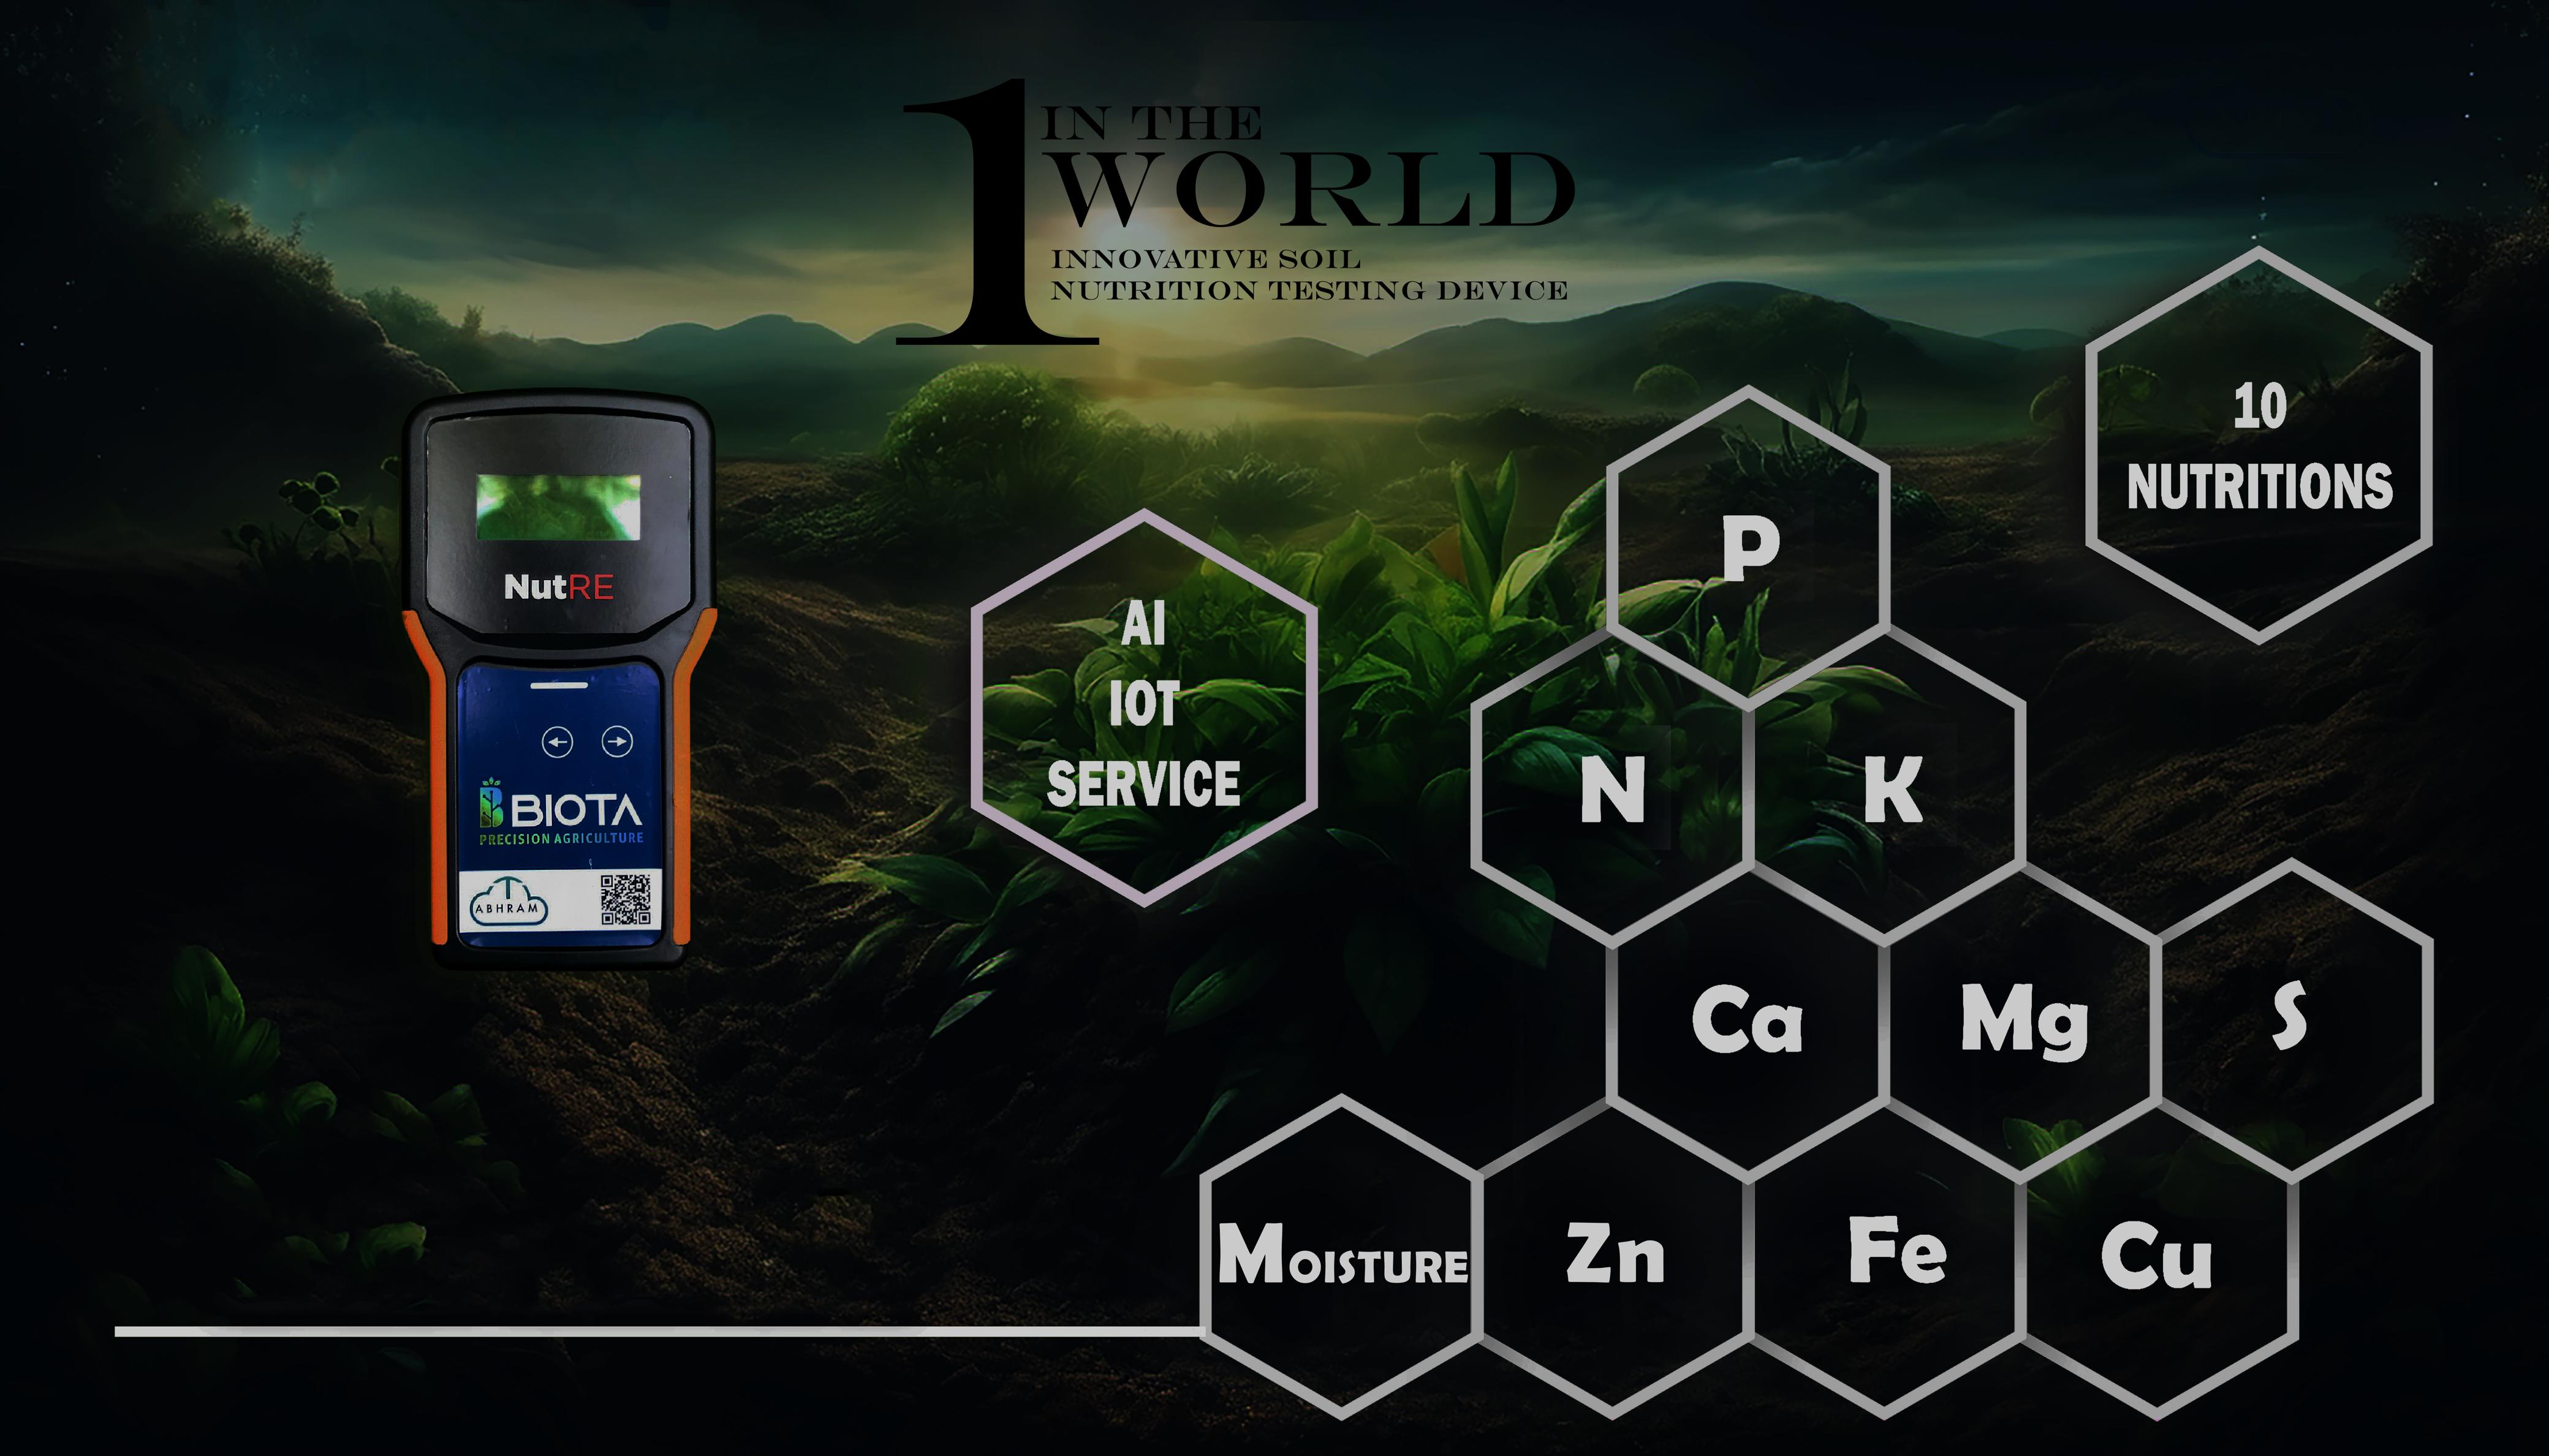 1
IN THE
WORLD
INNOVATIVE SOIL
NUTRITION TESTING DEVICE
10
NUTRITIONS
NutRE
AI
IOT
SERVICE
P
N
K
BIOTA
PRECISION AGRICULTURE
ABHRAM
Ca
Mg
S
MOISTURE
Zn
Fe
Cu